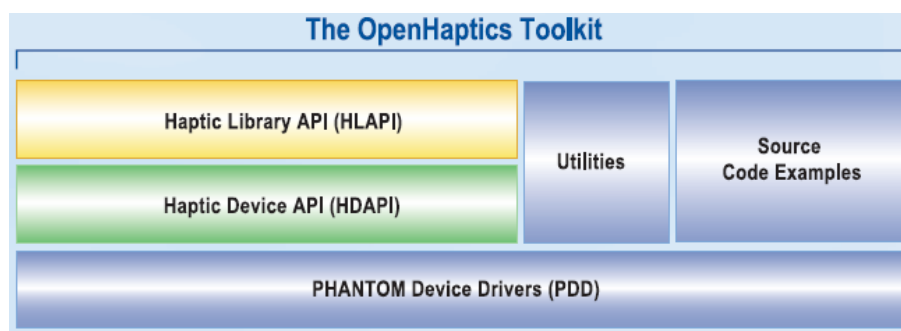 The OpenHaptics Toolkit
Haptic Library API (HLAPI)
Haptic Device API (HDAPI)
Utilities
Source
Code Examples
PHANTOM Device Drivers (PDD)